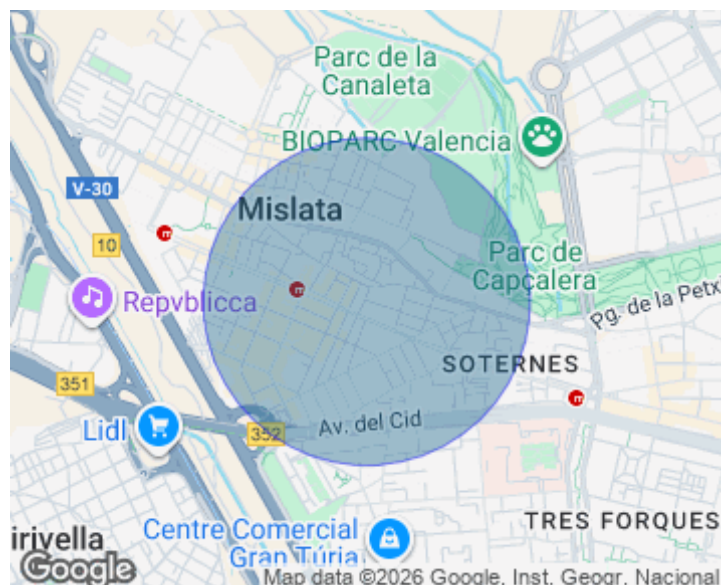 Parc de la
Canaleta
BIOPARC Valencia
V-30
Mislata
10
Parc de
Capçalera
Repvblicca
Pg. de la Petx
SOTERNES
351
Lidl
352
Av. del Cid
TRES FORQUES
irivella
Centre Comercial
Gran Túria
Google
Map data ©2026 Google, Inst. Geogr. Nacional